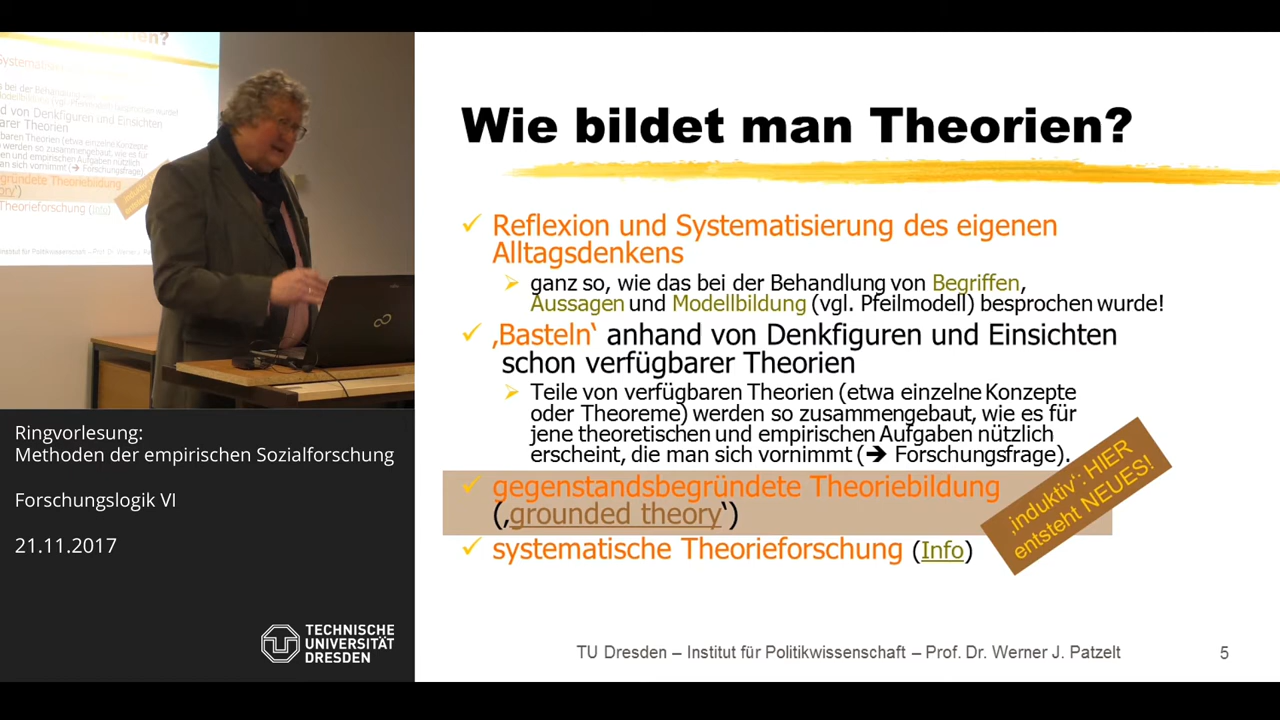 Wie bildet man Theorien?
Reflexion und Systematisierung des eigenen
Alltagsdenkens
ganz so, wie das bei der Behandlung von Begriffen,
Aussagen und Modellbildung (vgl. Pfeilmodell) besprochen wurde!
‚Basteln‘ anhand von Denkfiguren und Einsichten
schon verfügbarer Theorien
Teile von verfügbaren Theorien (etwa einzelne Konzepte
oder Theoreme) werden so zusammengebaut, wie es für
jene theoretischen und empirischen Aufgaben nützlich
erscheint, die man sich vornimmt (➔ Forschungsfrage).
gegenstandsbegründete Theoriebildung
(‚grounded theory‘)
‚induktiv‘: HIER
entsteht NEUES!
systematische Theorieforschung (Info)
TU Dresden – Institut für Politikwissenschaft – Prof. Dr. Werner J. Patzelt 5
Ringvorlesung:
Methoden der empirischen Sozialforschung
Forschungslogik VI
21.11.2017
TECHNISCHE
UNIVERSITÄT
DRESDEN